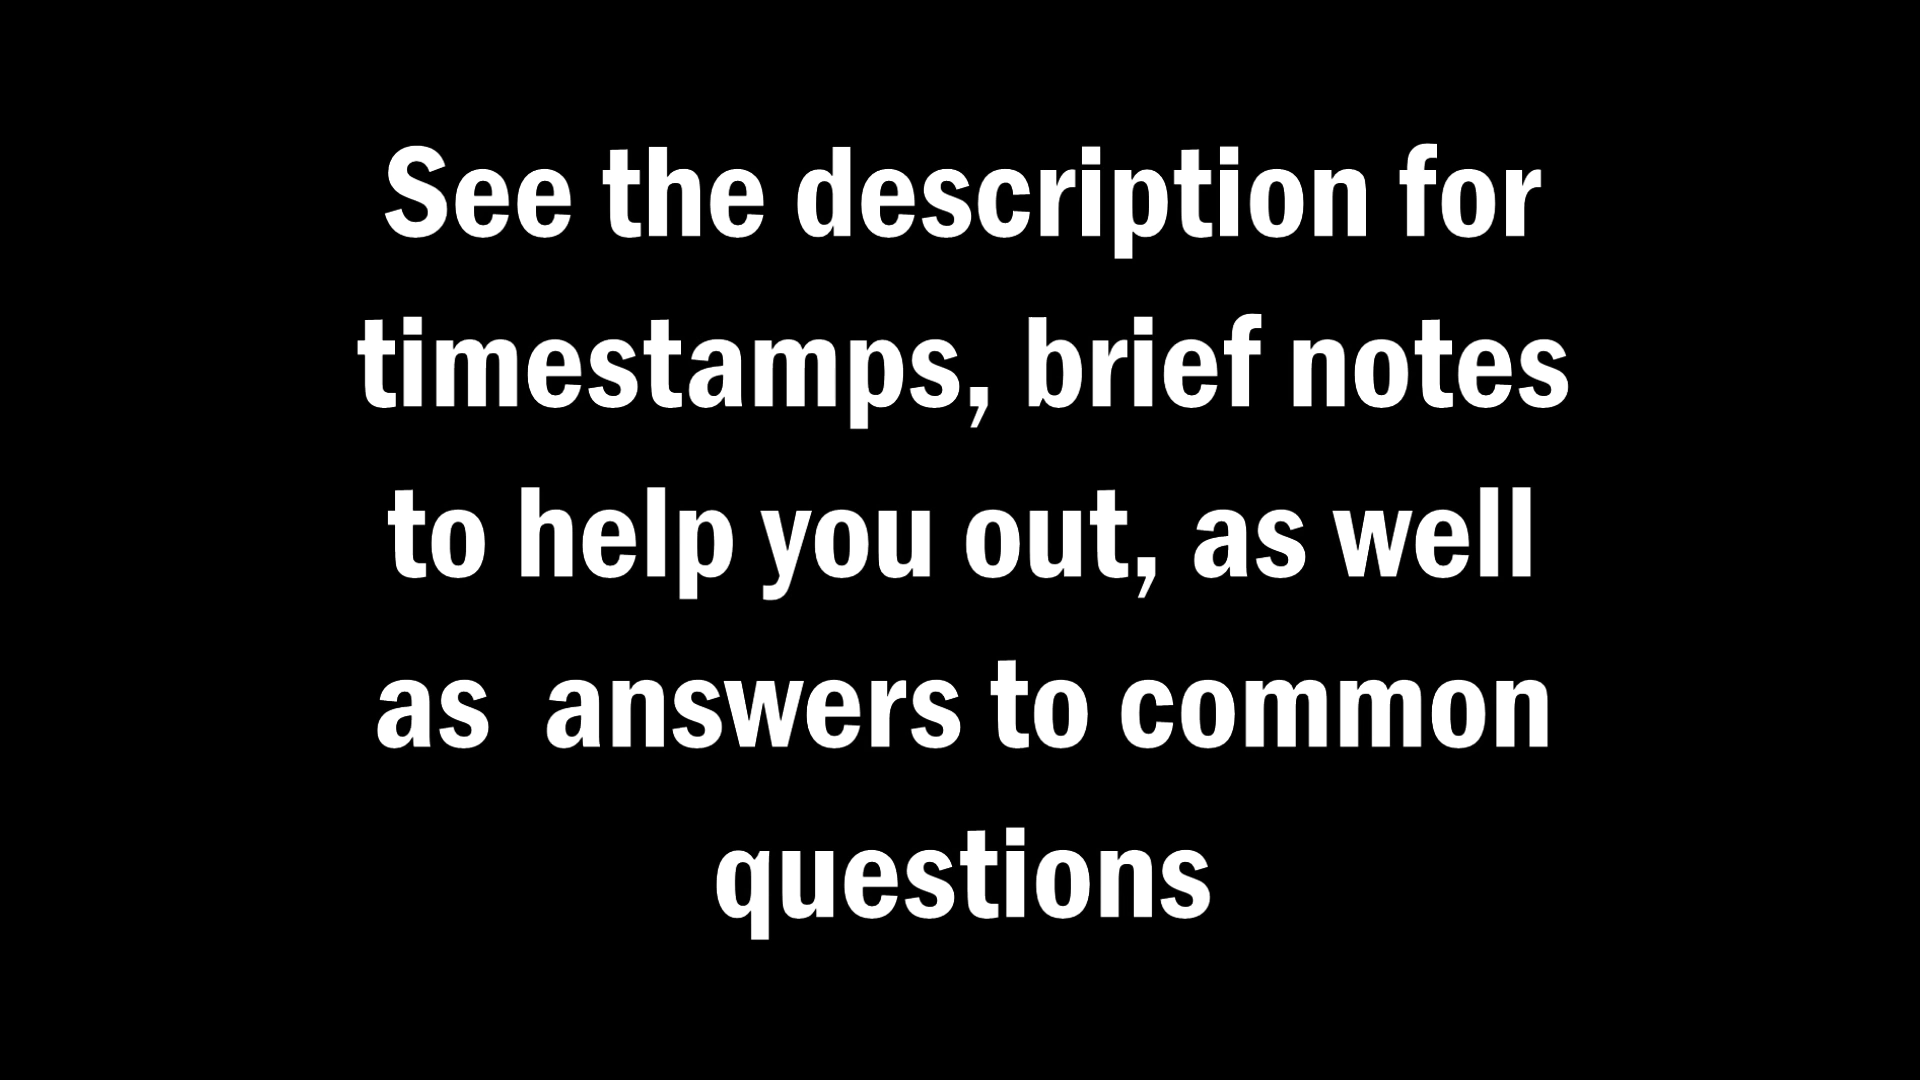 See the description for
timestamps, brief notes
to help you out, as well
as  answers to common
questions